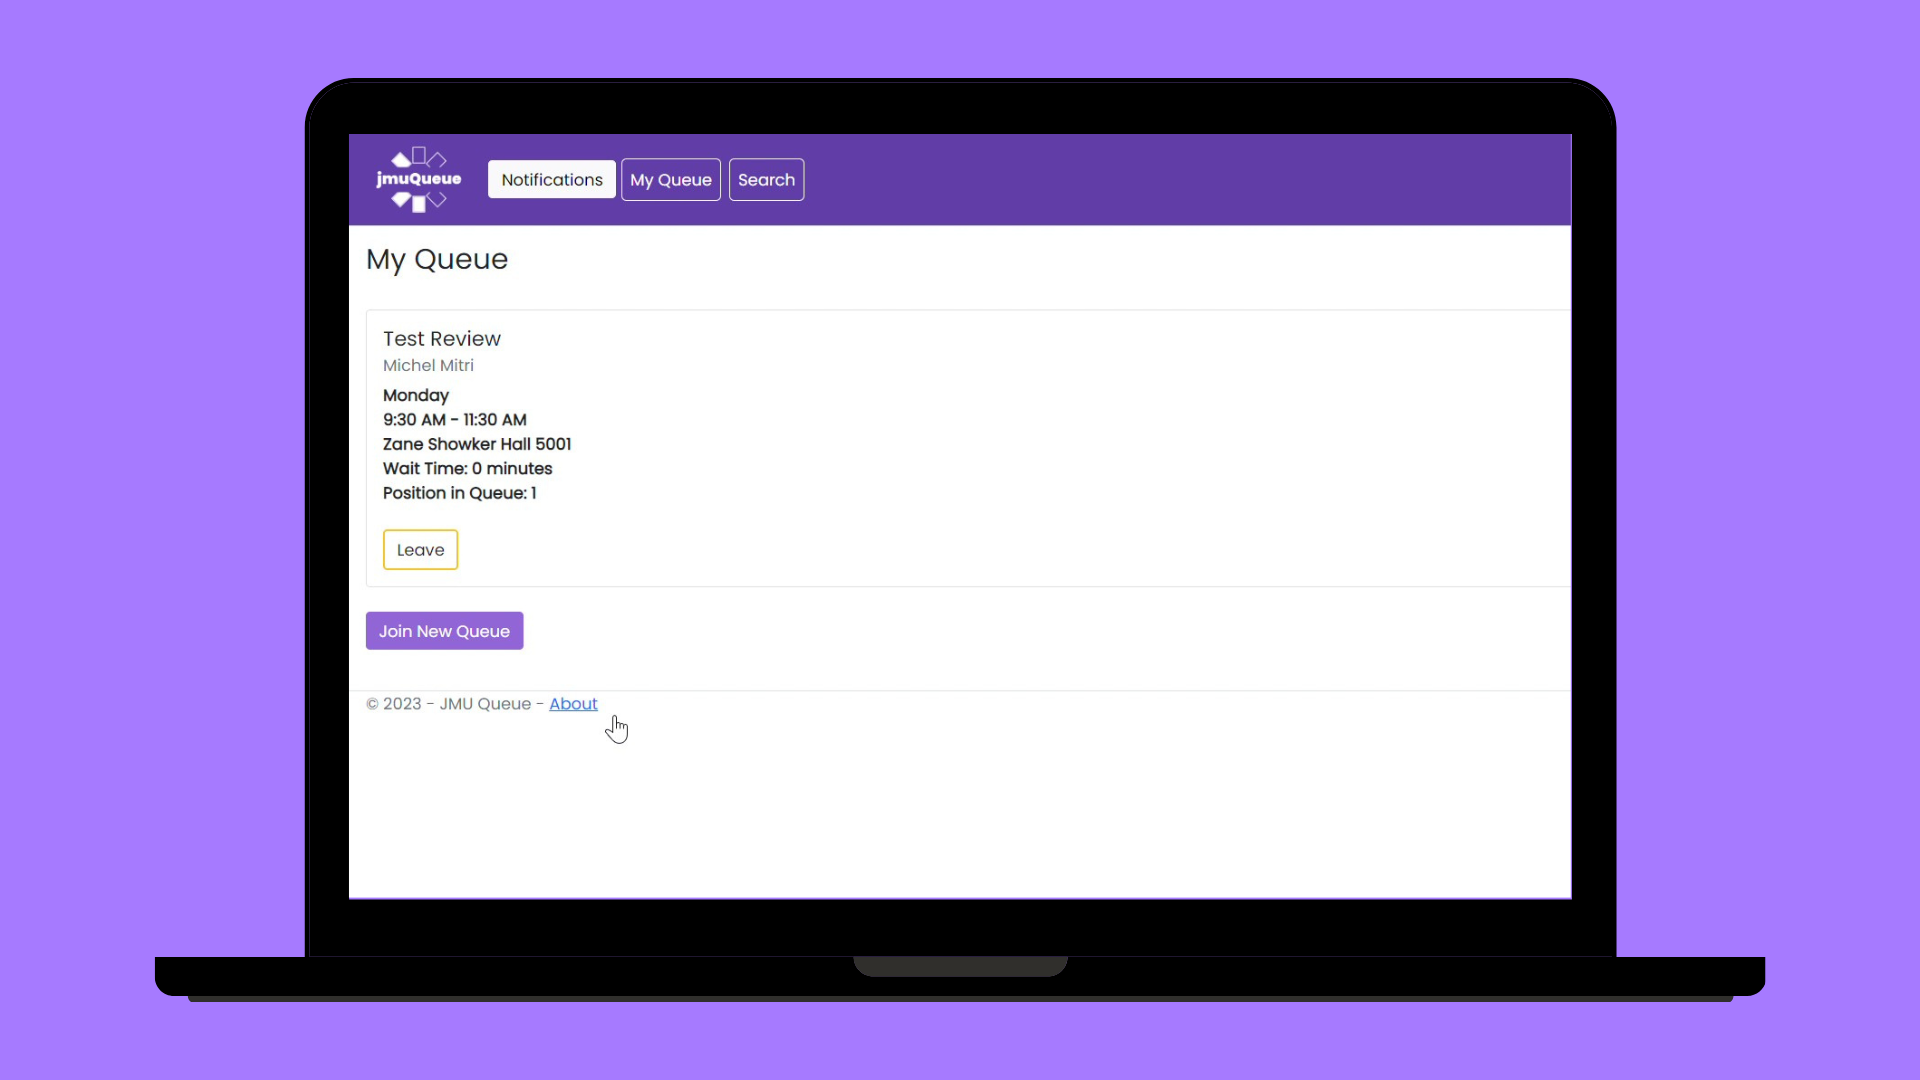 jmuQueue
Notifications
My Queue
Search
My Queue
Test Review
Michel Mitri
Monday
9:30 AM - 11:30 AM
Zane Showker Hall 5001
Wait Time: 0 minutes
Position in Queue: 1
Leave
Join New Queue
© 2023 - JMU Queue - About